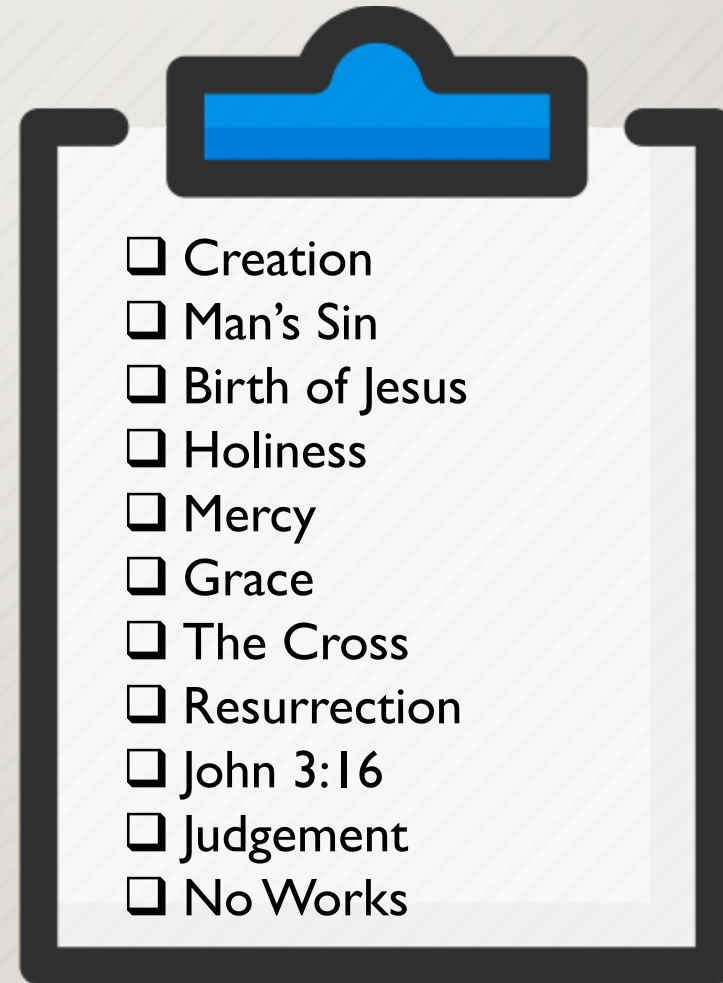 ❑ Creation
❑ Man’s Sin
❑ Birth of Jesus
❑ Holiness
❑ Mercy
❑ Grace
❑ The Cross
❑ Resurrection
❑ John 3:16
❑ Judgement
❑ No Works